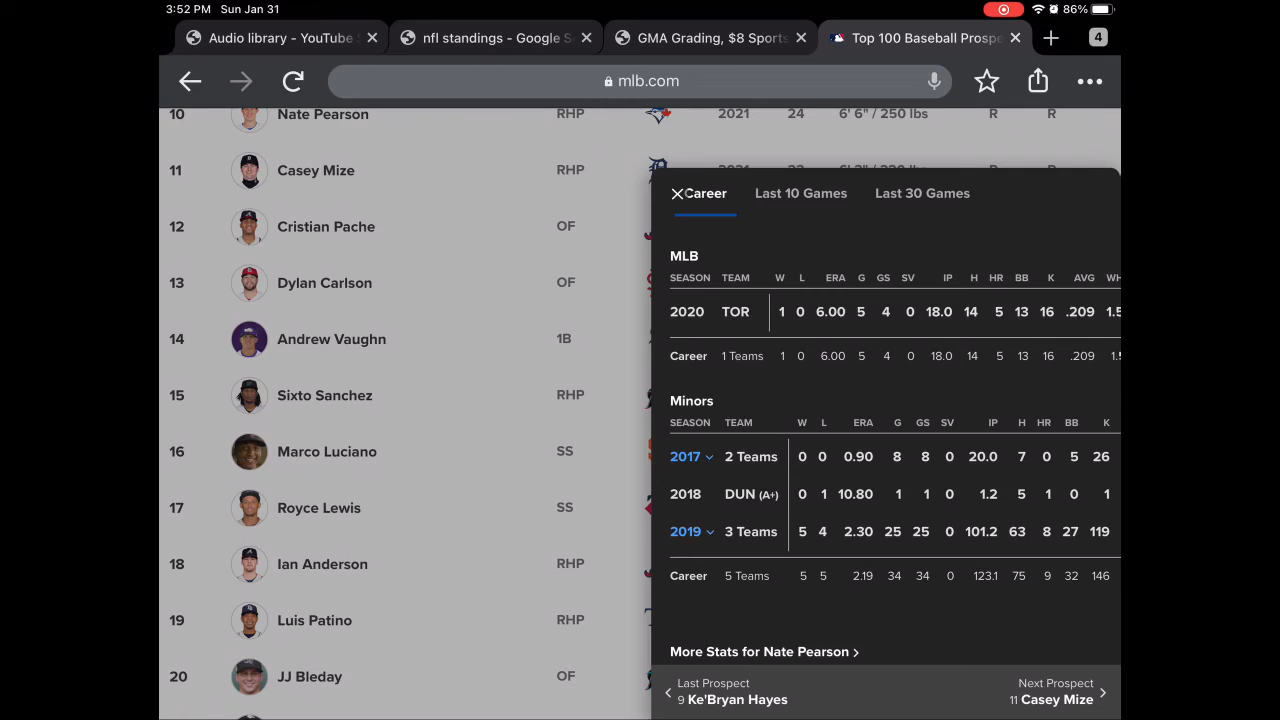 3:52 PM Sun Jan 31
86%
Audio library - YouTube S
nfl standings - Google S
GMA Grading, $8 Sports
Top 100 Baseball Prospe
4
mlb.com
10 Nate Pearson RHP 2021 24 6' 6" / 250 lbs R R
11 Casey Mize RHP
12 Cristian Pache OF
13 Dylan Carlson OF
14 Andrew Vaughn 1B
15 Sixto Sanchez RHP
16 Marco Luciano SS
17 Royce Lewis SS
18 Ian Anderson RHP
19 Luis Patino RHP
20 JJ Bleday OF
Career Last 10 Games Last 30 Games
MLB
SEASON TEAM W L ERA G GS SV IP H HR BB K AVG WH
2020 TOR 1 0 6.00 5 4 0 18.0 14 5 13 16 .209 1.5
Career 1 Teams 1 0 6.00 5 4 0 18.0 14 5 13 16 .209 1.5
Minors
SEASON TEAM W L ERA G GS SV IP H HR BB K
2017 2 Teams 0 0 0.90 8 8 0 20.0 7 0 5 26
2018 DUN (A+) 0 1 10.80 1 1 0 1.2 5 1 0 1
2019 3 Teams 5 4 2.30 25 25 0 101.2 63 8 27 119
Career 5 Teams 5 5 2.19 34 34 0 123.1 75 9 32 146
More Stats for Nate Pearson
Last Prospect
9 Ke'Bryan Hayes
Next Prospect
11 Casey Mize